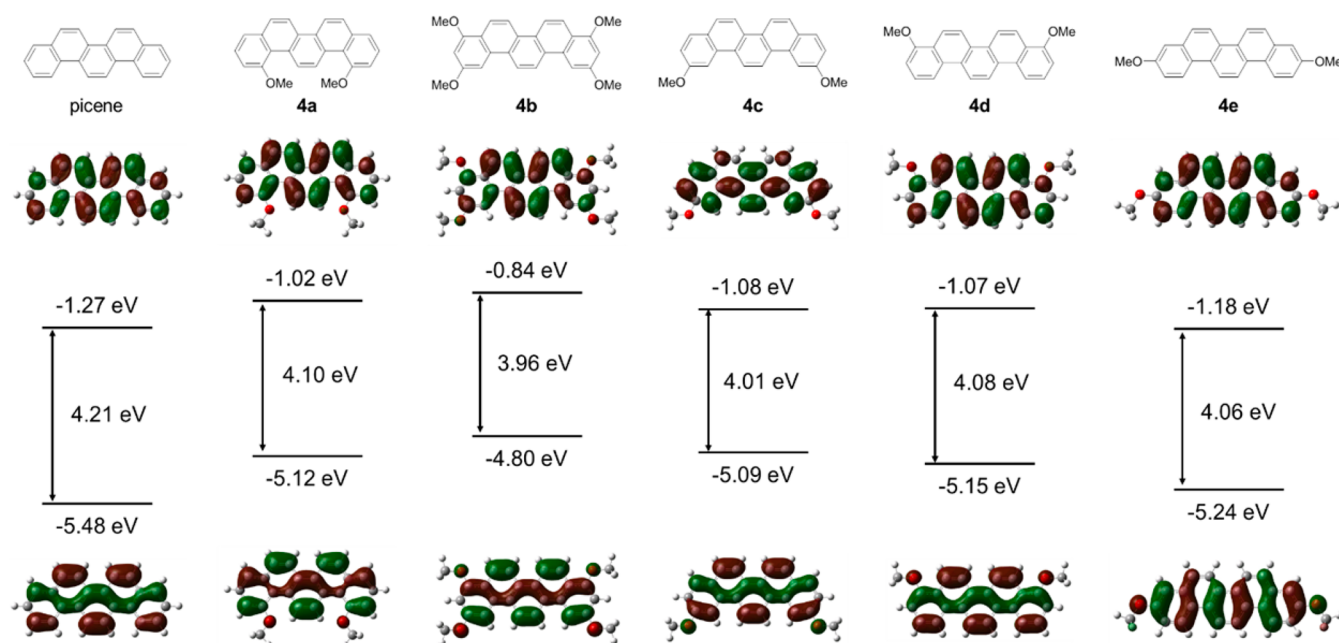 MeO OMe MeO OMe
OMe MeO MeO OMe MeO OMe MeO OMe
picene 4a 4b 4c 4d 4e
-1.27 eV -1.02 eV -0.84 eV -1.08 eV -1.07 eV -1.18 eV
4.21 eV 4.10 eV 3.96 eV 4.01 eV 4.08 eV 4.06 eV
-5.48 eV -5.12 eV -4.80 eV -5.09 eV -5.15 eV -5.24 eV